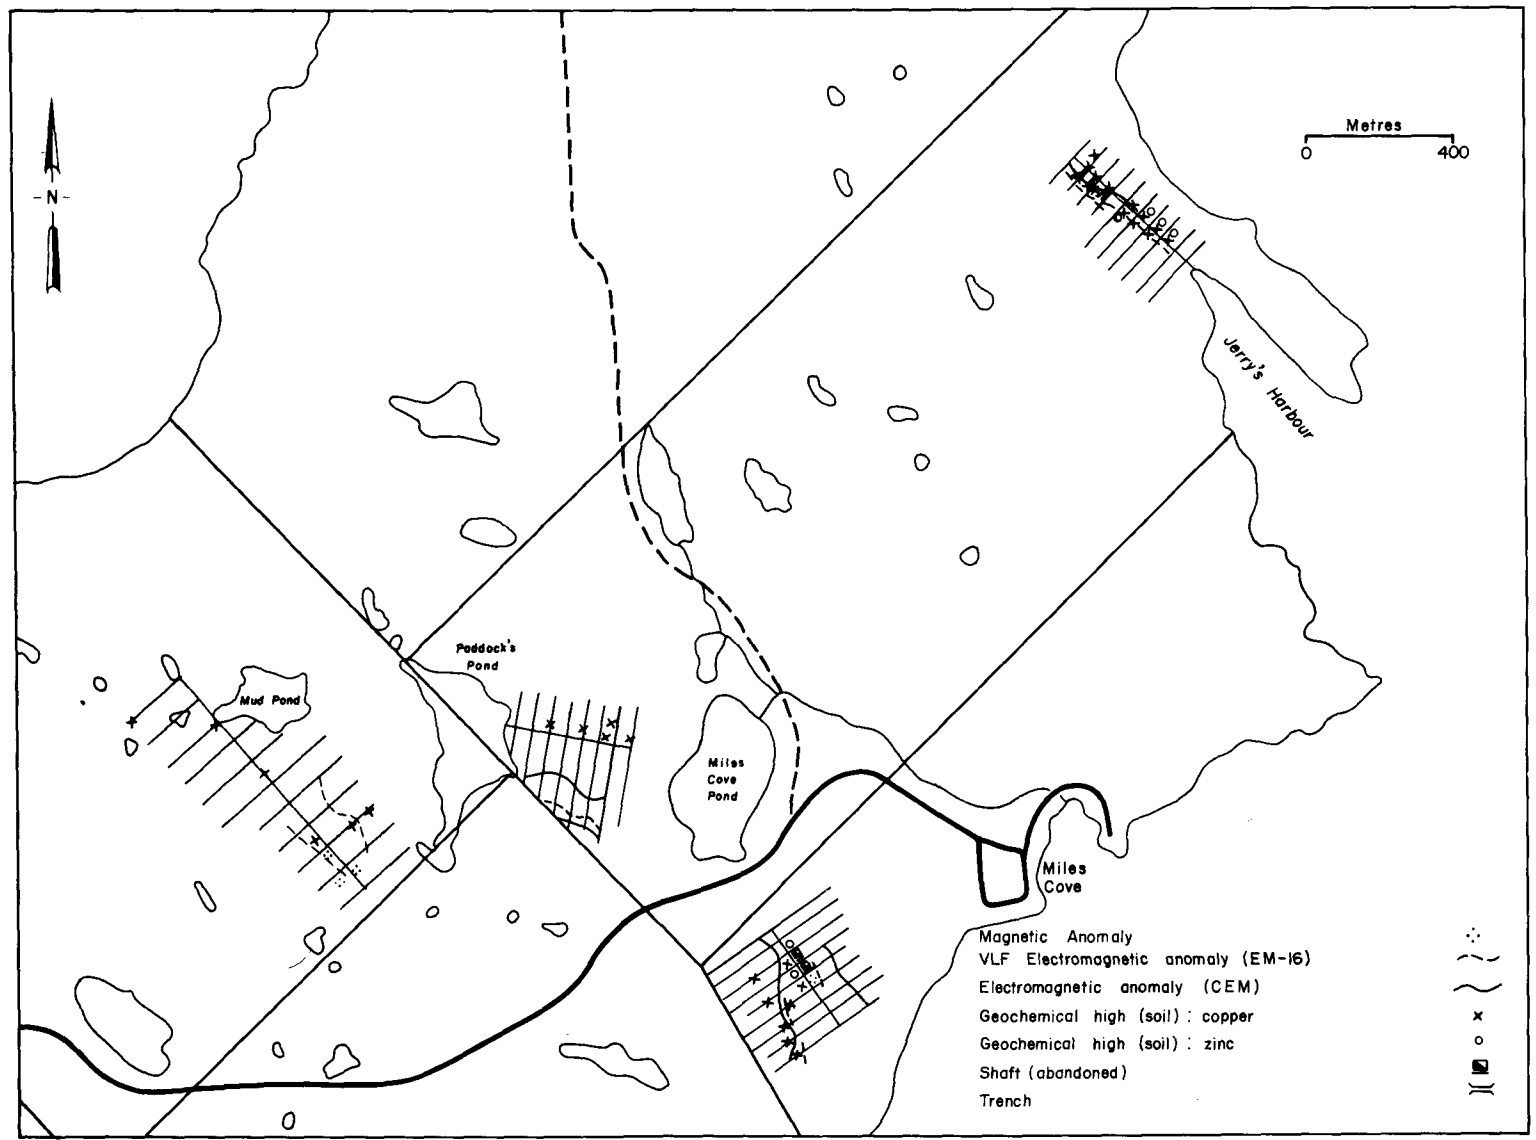 Metres
0 400
N
Jerry's Harbour
Paddock's
Pond
Mud Pond
Miles
Cove
Pond
Miles
Cove
Magnetic Anomaly
VLF Electromagnetic anomaly (EM-16)
Electromagnetic anomaly (CEM)
Geochemical high (soil) : copper
Geochemical high (soil) : zinc
Shaft (abandoned)
Trench